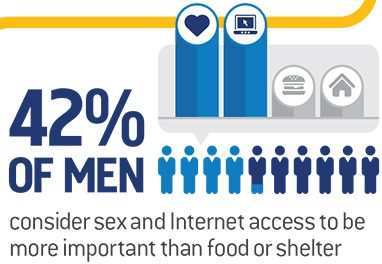 42%
OF MEN
consider sex and Internet access to be
more important than food or shelter